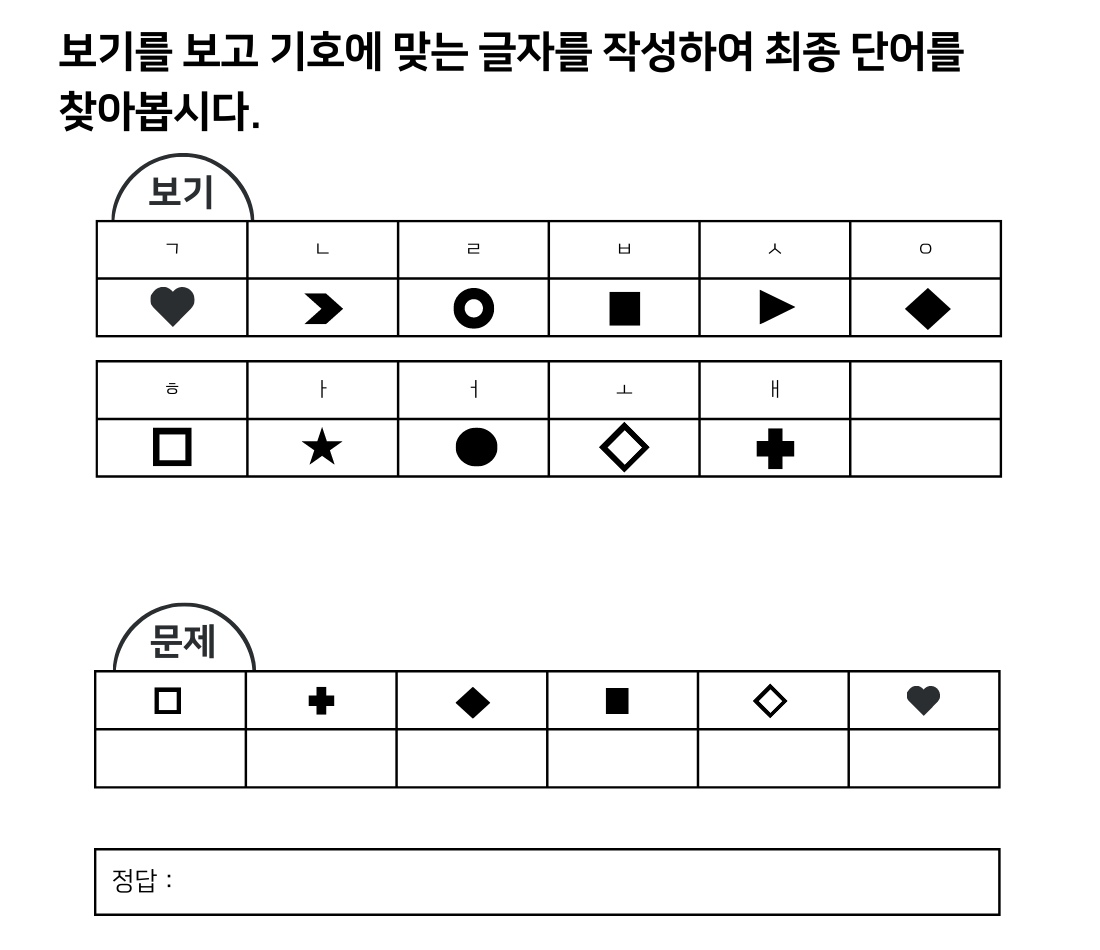 보기를 보고 기호에 맞는 글자를 작성하여 최종 단어를
찾아봅시다.
보기
ㄱ ㄴ ㄹ ㅂ ㅅ ㅇ
ㅎ ㅏ ㅓ ㅗ ㅐ
문제
정답 :